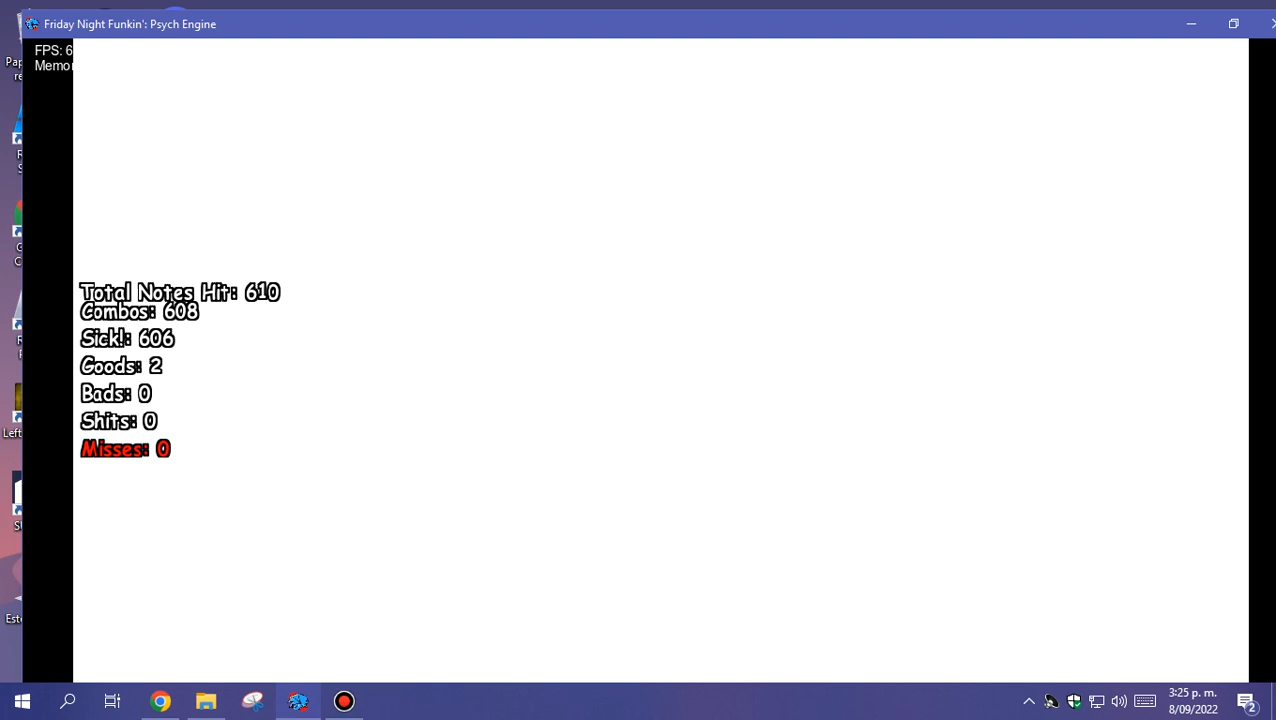 Friday Night Funkin': Psych Engine
FPS: 6
Total Notes Hit: 610
Combos: 608
Sick!: 606
Goods: 2
Bads: 0
Shits: 0
Misses: 0
3:25 p. m.
8/09/2022
2